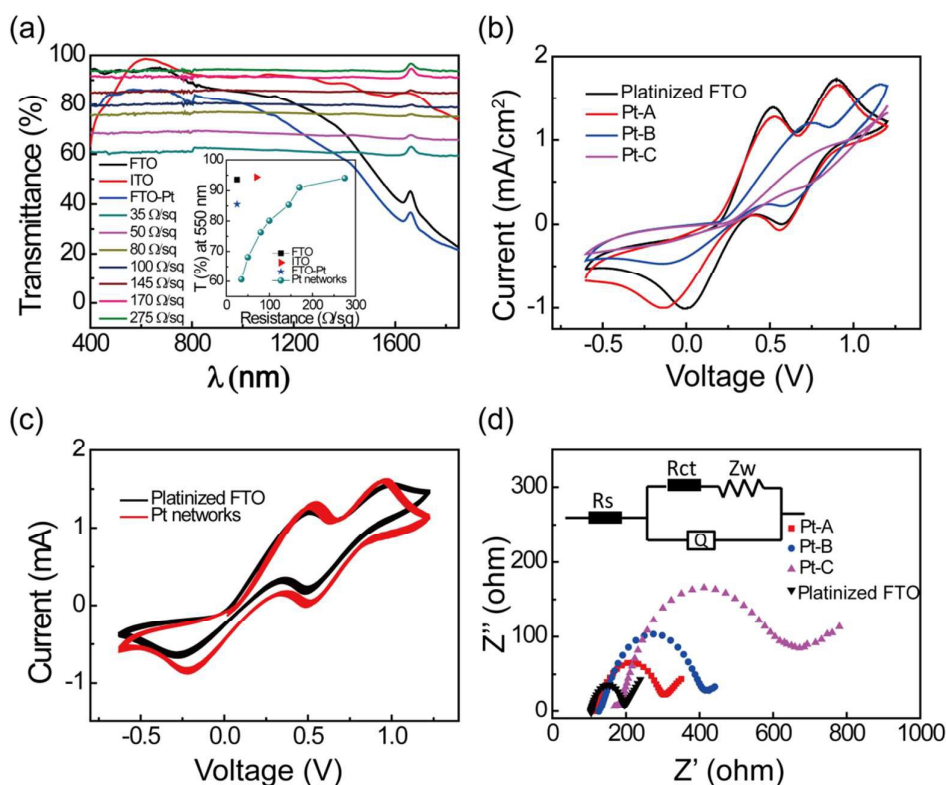 (a)
Transmittance (%)
100
80
60
40
20
0
FTO
ITO
FTO-Pt
35 Ω/sq
50 Ω/sq
80 Ω/sq
100 Ω/sq
145 Ω/sq
170 Ω/sq
275 Ω/sq
T (%) at 550 nm
95
90
85
80
75
70
65
60
FTO
ITO
FTO-Pt
Pt networks
0 100 200 300
Resistance (Ω/sq)
400 800 1200 1600
λ (nm)
(b)
Current (mA/cm²)
2
1
0
-1
Platinized FTO
Pt-A
Pt-B
Pt-C
-0.5 0.0 0.5 1.0
Voltage (V)
(c)
Current (mA)
2
1
0
-1
Platinized FTO
Pt networks
-0.5 0.0 0.5 1.0
Voltage (V)
(d)
Z'' (ohm)
300
200
100
0
Rs
Rct
Zw
Q
Pt-A
Pt-B
Pt-C
Platinized FTO
0 200 400 600 800 1000
Z' (ohm)